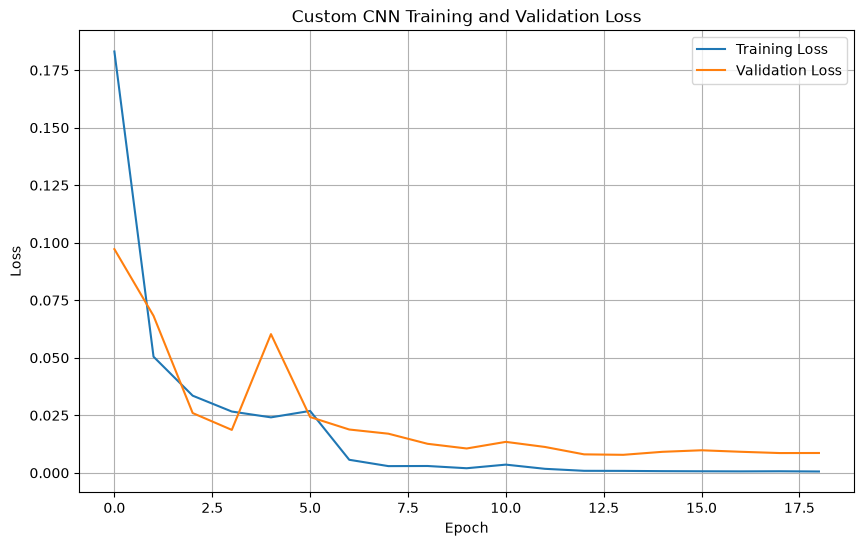 Custom CNN Training and Validation Loss
Training Loss
Validation Loss
Loss
0.175
0.150
0.125
0.100
0.075
0.050
0.025
0.000
0.0 2.5 5.0 7.5 10.0 12.5 15.0 17.5
Epoch